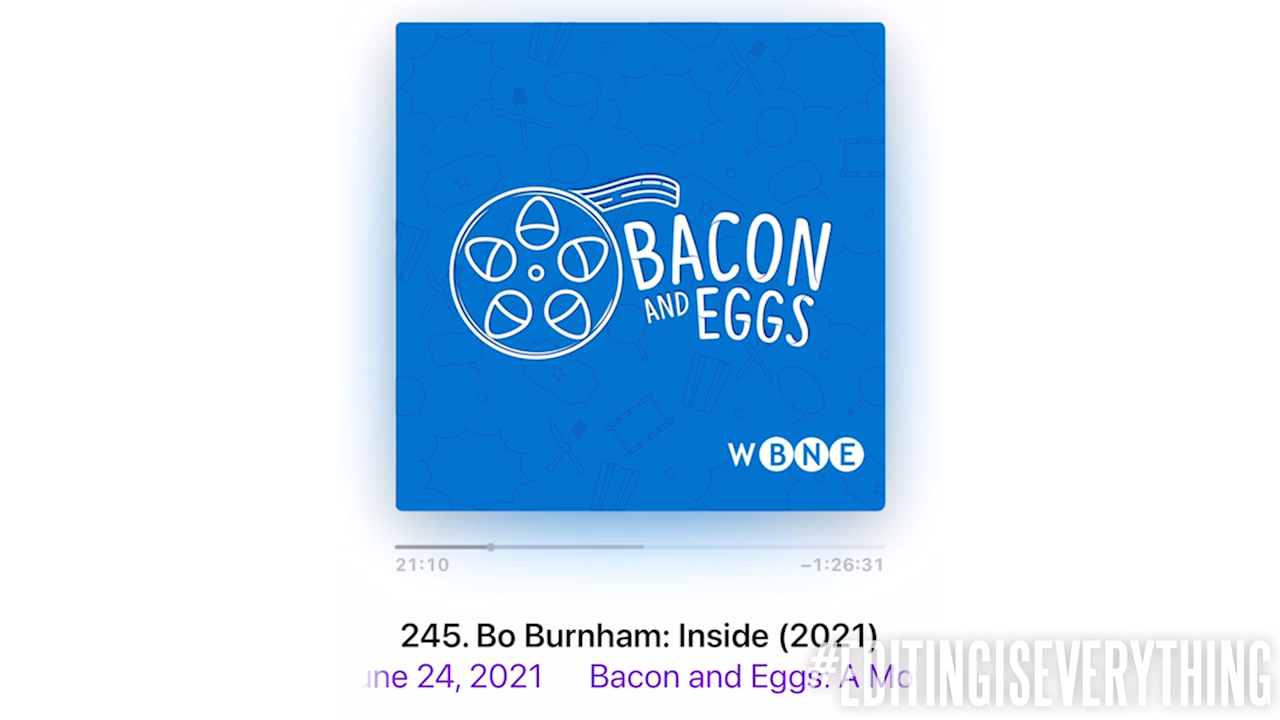 BACON
AND EGGS
WBNE
21:10
−1:26:31
245. Bo Burnham: Inside (2021)
une 24, 2021 Bacon and Eggs: A Mo
#EDITINGISEVERYTHING